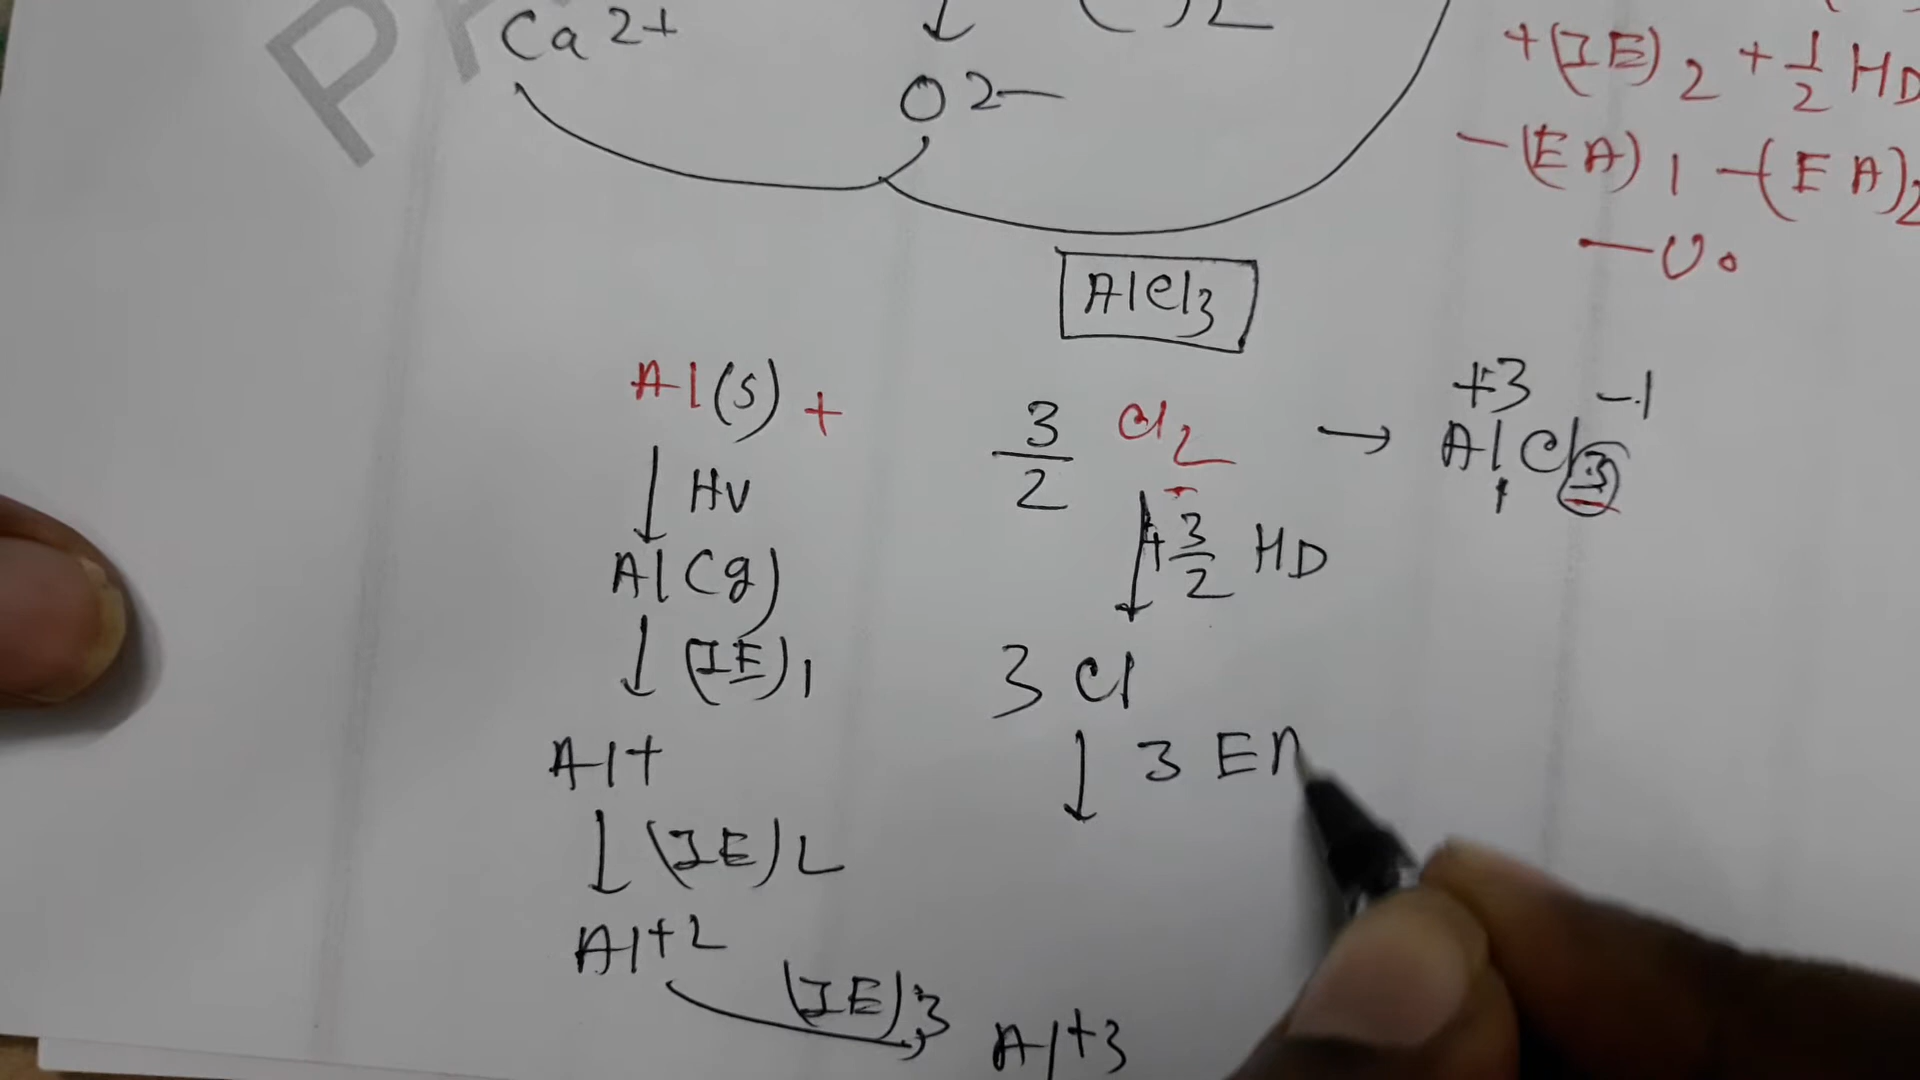 Ca 2+
O 2-
+(IE)2 + 1/2 HD
-(EA)1 -(EA)2
-U0
AlCl3
Al(s) + 3/2 Cl2 → +3 -1 AlCl3
↓ Hv
↓ + 3/2 HD
Al(g)
↓ (IE)1
3 Cl
Al+
↓ 3 EA
↓ (IE)2
Al+2
(IE)3
Al+3